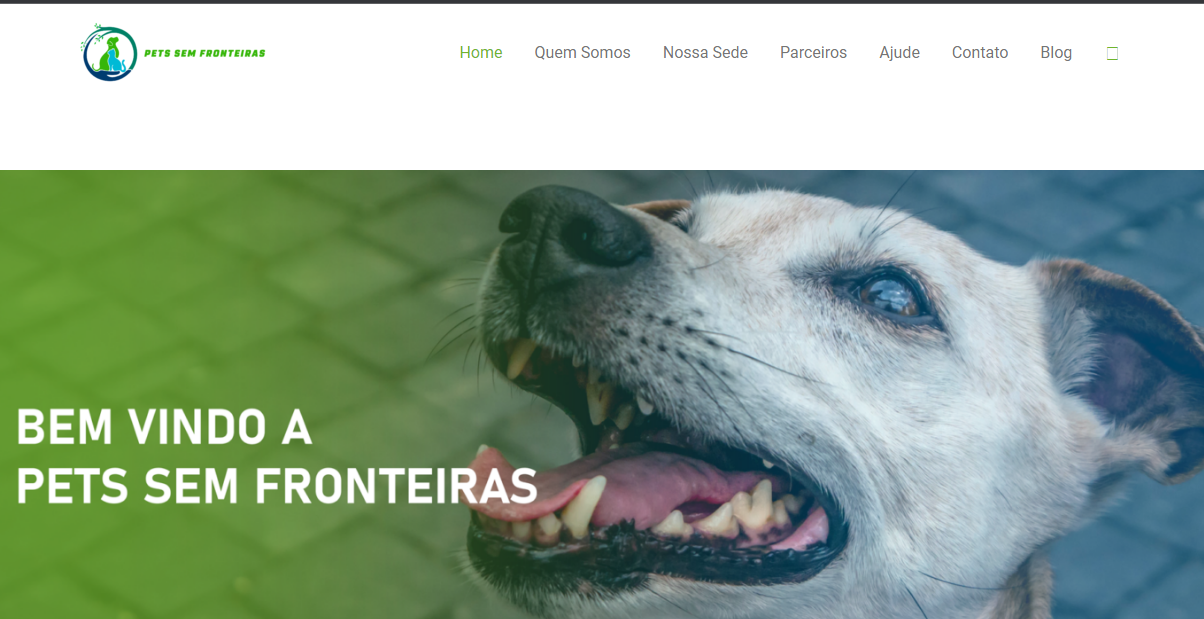 PETS SEM FRONTEIRAS
Home Quem Somos Nossa Sede Parceiros Ajude Contato Blog
BEM VINDO A
PETS SEM FRONTEIRAS